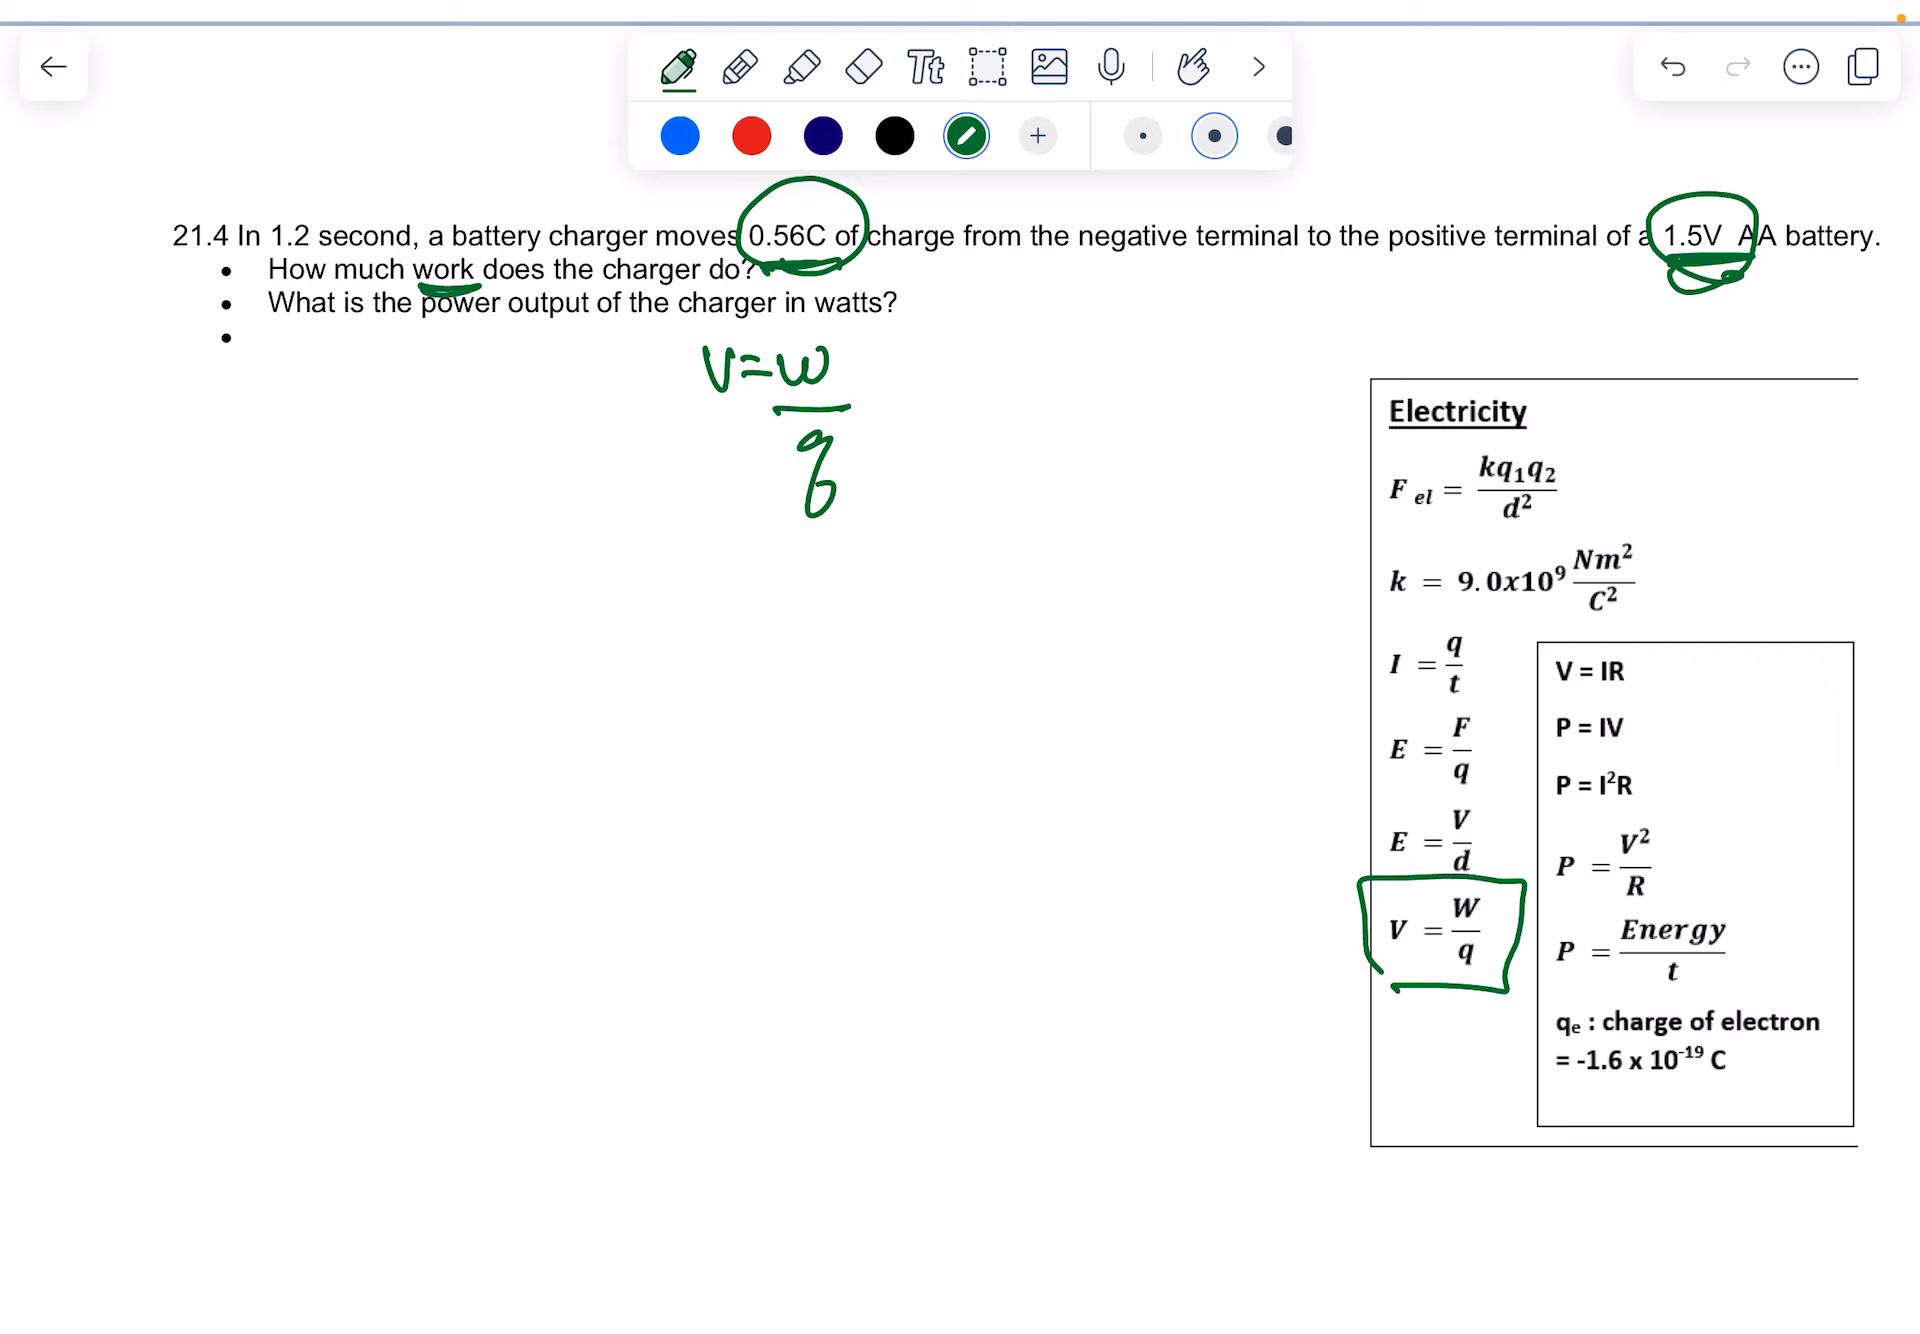 Tt
21.4 In 1.2 second, a battery charger moves 0.56C of charge from the negative terminal to the positive terminal of a 1.5V AA battery.
• How much work does the charger do?
• What is the power output of the charger in watts?
•
V = W
q
Electricity
F el = kq₁q₂ / d²
k = 9.0x10⁹ Nm² / C²
I = q / t
E = F / q
E = V / d
V = W / q
V = IR
P = IV
P = I²R
P = V² / R
P = Energy / t
qₑ : charge of electron
= -1.6 x 10⁻¹⁹ C